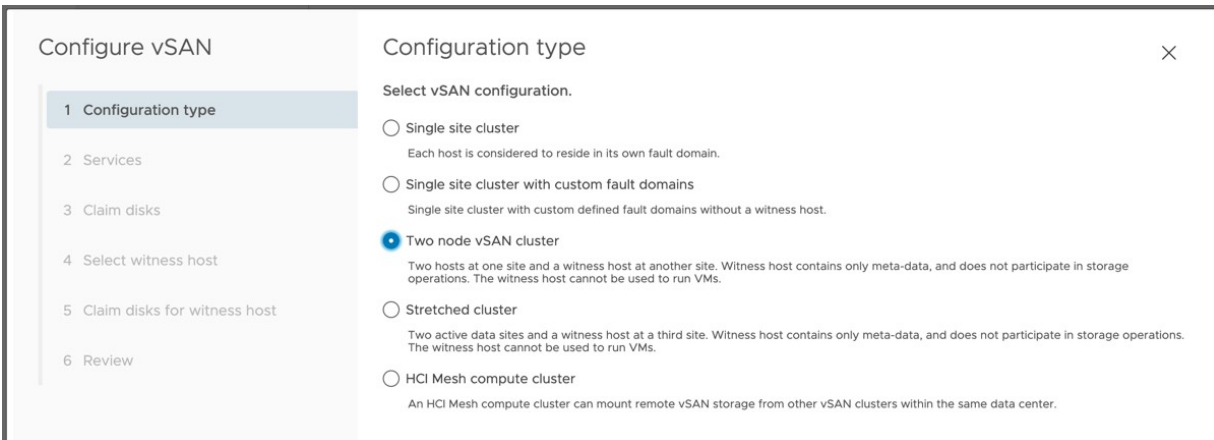 Configure vSAN
1 Configuration type
2 Services
3 Claim disks
4 Select witness host
5 Claim disks for witness host
6 Review
Configuration type
Select vSAN configuration.
Single site cluster
Each host is considered to reside in its own fault domain.
Single site cluster with custom fault domains
Single site cluster with custom defined fault domains without a witness host.
Two node vSAN cluster
Two hosts at one site and a witness host at another site. Witness host contains only meta-data, and does not participate in storage
operations. The witness host cannot be used to run VMs.
Stretched cluster
Two active data sites and a witness host at a third site. Witness host contains only meta-data, and does not participate in storage operations.
The witness host cannot be used to run VMs.
HCI Mesh compute cluster
An HCI Mesh compute cluster can mount remote vSAN storage from other vSAN clusters within the same data center.